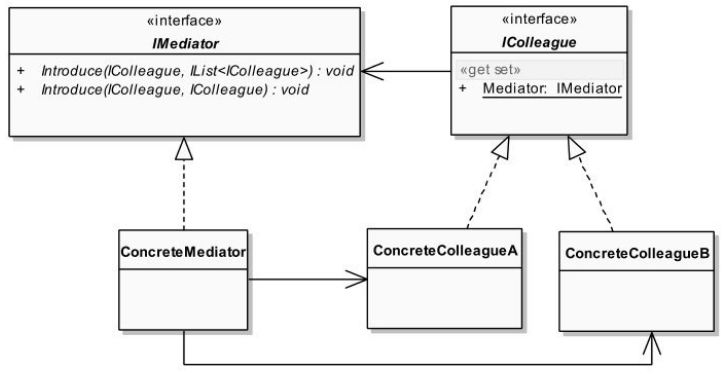 «interface»
IMediator
+ Introduce(IColleague, IList<IColleague>) : void
+ Introduce(IColleague, IColleague) : void
«interface»
IColleague
«get set»
+ Mediator: IMediator
ConcreteMediator
ConcreteColleagueA
ConcreteColleagueB